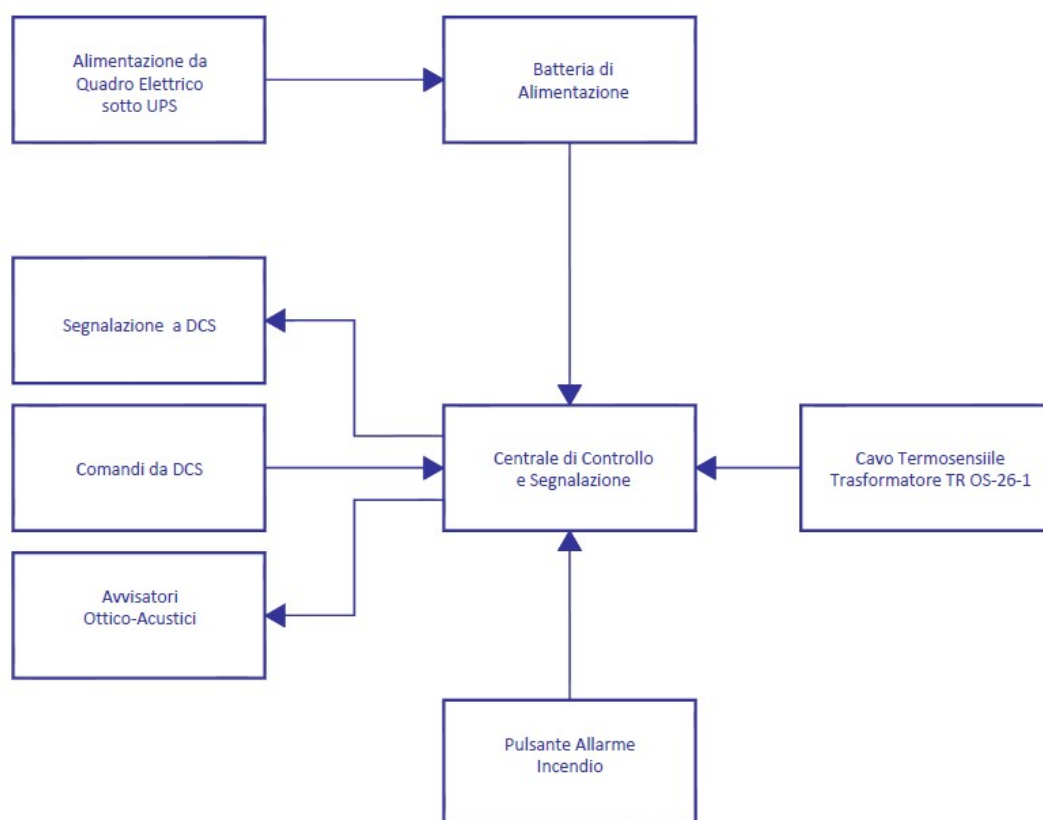 Alimentazione da
Quadro Elettrico
sotto UPS
Batteria di
Alimentazione
Segnalazione a DCS
Comandi da DCS
Centrale di Controllo
e Segnalazione
Cavo Termosensiile
Trasformatore TR OS-26-1
Avvisatori
Ottico-Acustici
Pulsante Allarme
Incendio